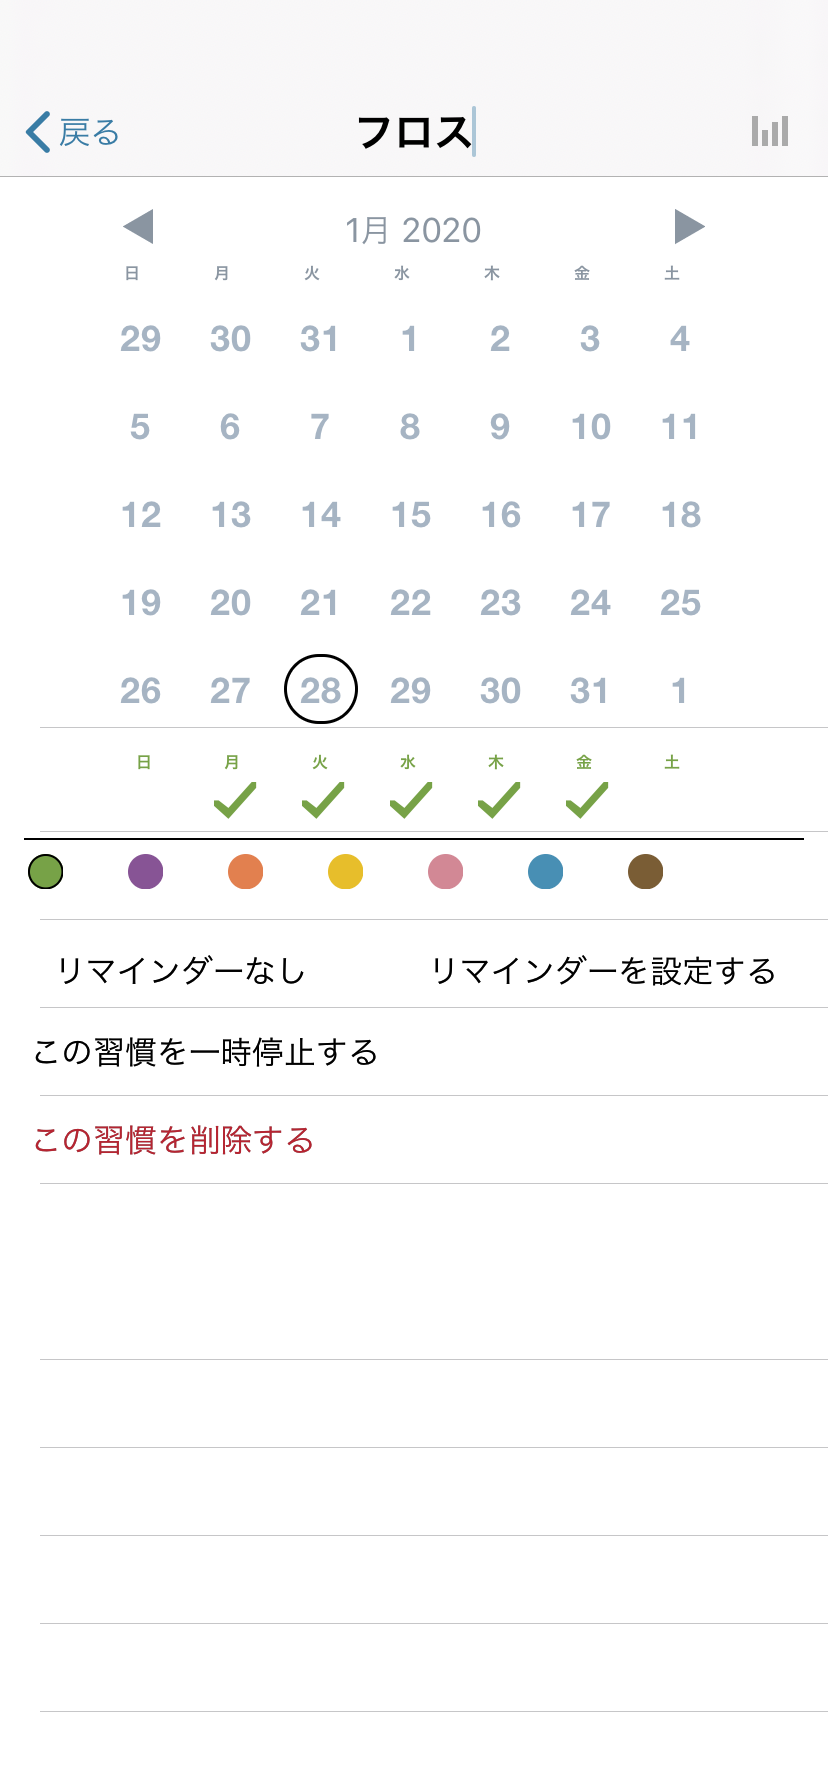 戻る フロス
1月 2020
日 月 火 水 木 金 土
29 30 31 1 2 3 4
5 6 7 8 9 10 11
12 13 14 15 16 17 18
19 20 21 22 23 24 25
26 27 28 29 30 31 1
日 月 火 水 木 金 土
リマインダーなし リマインダーを設定する
この習慣を一時停止する
この習慣を削除する